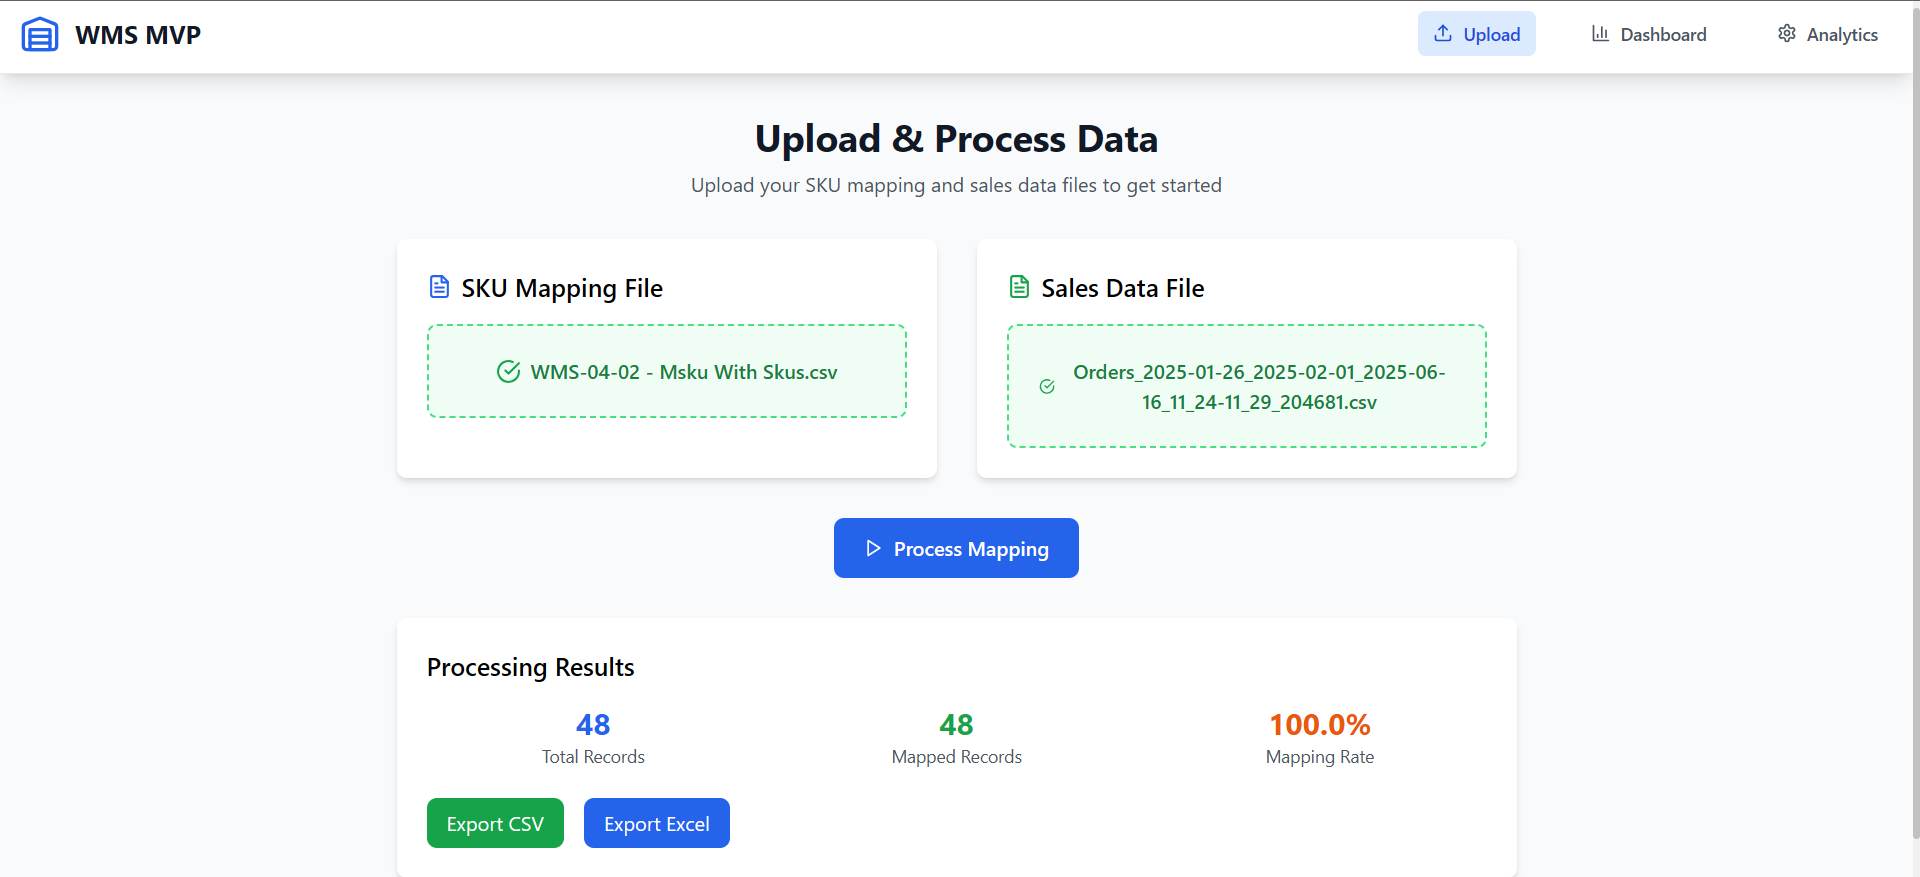 WMS MVP
Upload
Dashboard
Analytics
Upload & Process Data
Upload your SKU mapping and sales data files to get started
SKU Mapping File
WMS-04-02 - Msku With Skus.csv
Sales Data File
Orders_2025-01-26_2025-02-01_2025-06-
16_11_24-11_29_204681.csv
Process Mapping
Processing Results
48
Total Records
48
Mapped Records
100.0%
Mapping Rate
Export CSV
Export Excel